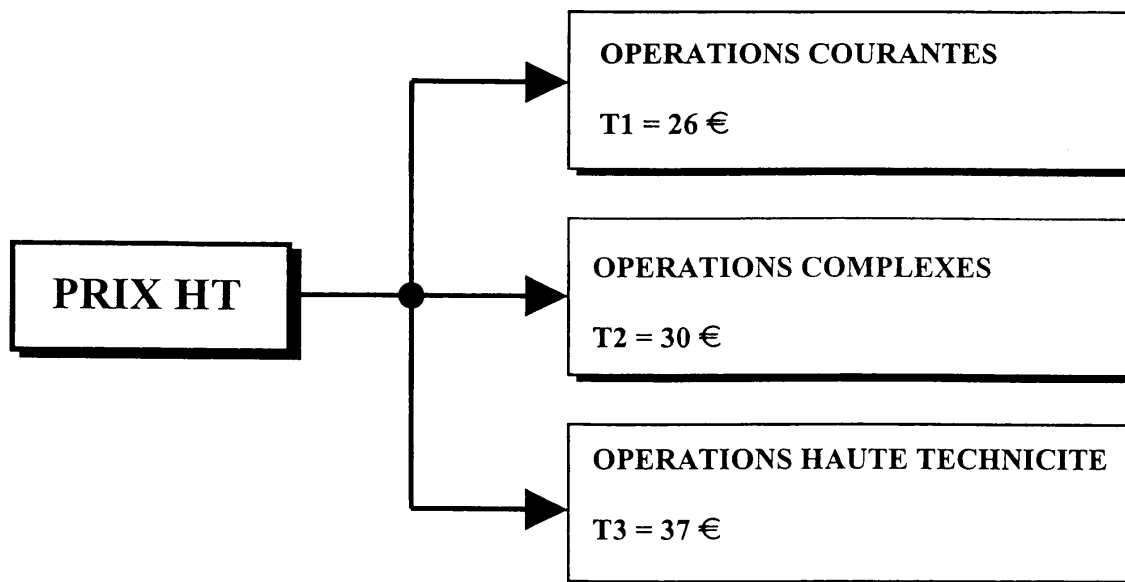 OPERATIONS COURANTES
T1 = 26 €
PRIX HT
OPERATIONS COMPLEXES
T2 = 30 €
OPERATIONS HAUTE TECHNICITE
T3 = 37 €